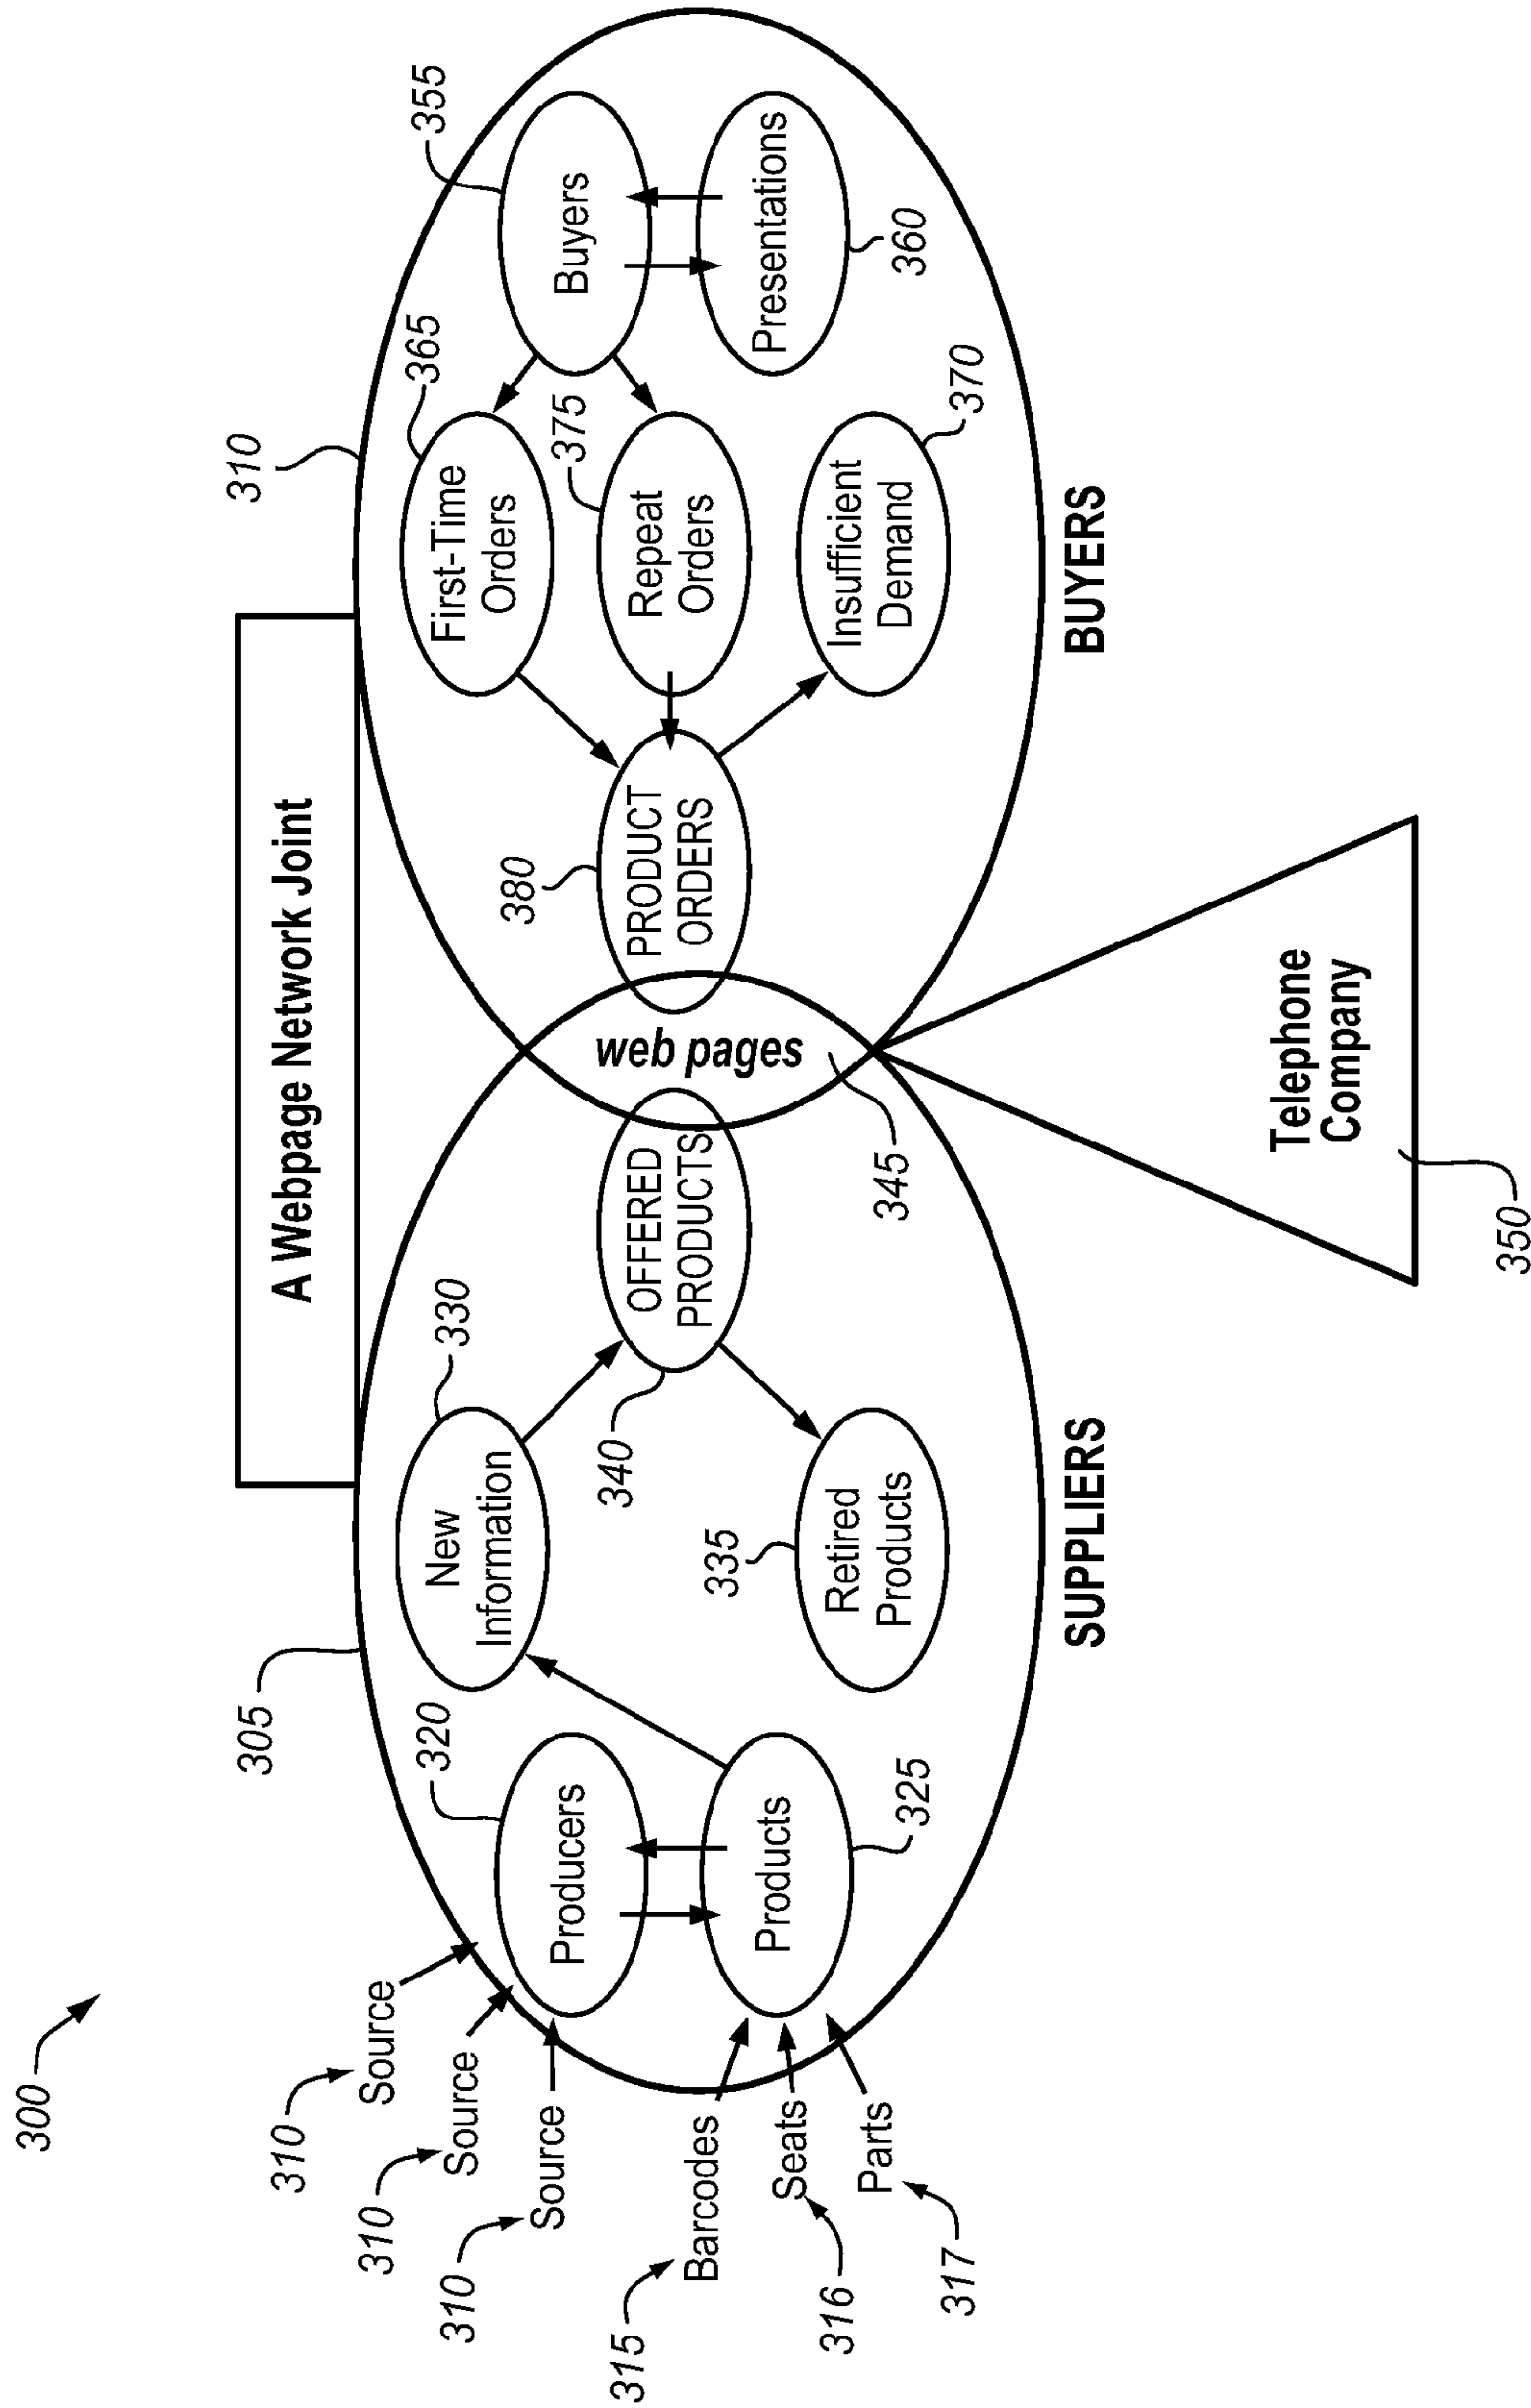 300
A Webpage Network Joint
305
310
310
Source
310
Source
310
Source
315
Barcodes
316
Seats
317
Parts
320
Producers
325
Products
330
New
Information
335
Retired
Products
340
OFFERED
PRODUCTS
web pages
345
380
PRODUCT
ORDERS
365
First-Time
Orders
375
Repeat
Orders
370
Insufficient
Demand
355
Buyers
Presentations
360
SUPPLIERS
BUYERS
Telephone
Company
350